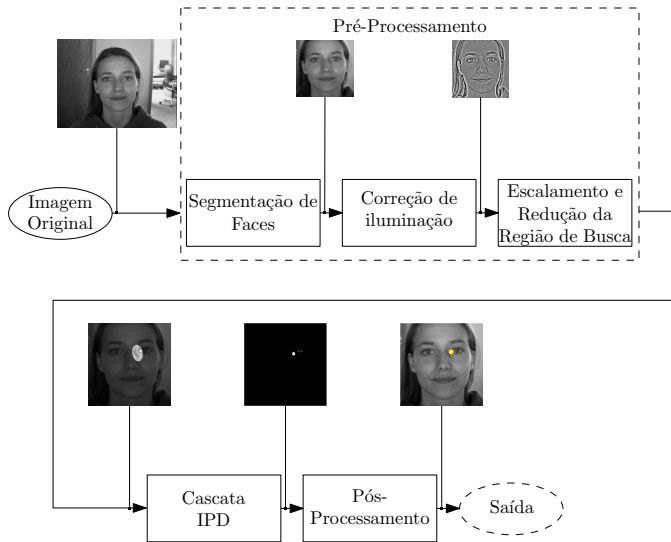 Pré-Processamento
Imagem
Original
Segmentação de
Faces
Correção de
iluminação
Escalamento e
Redução da
Região de Busca
Cascata
IPD
Pós-
Processamento
Saída